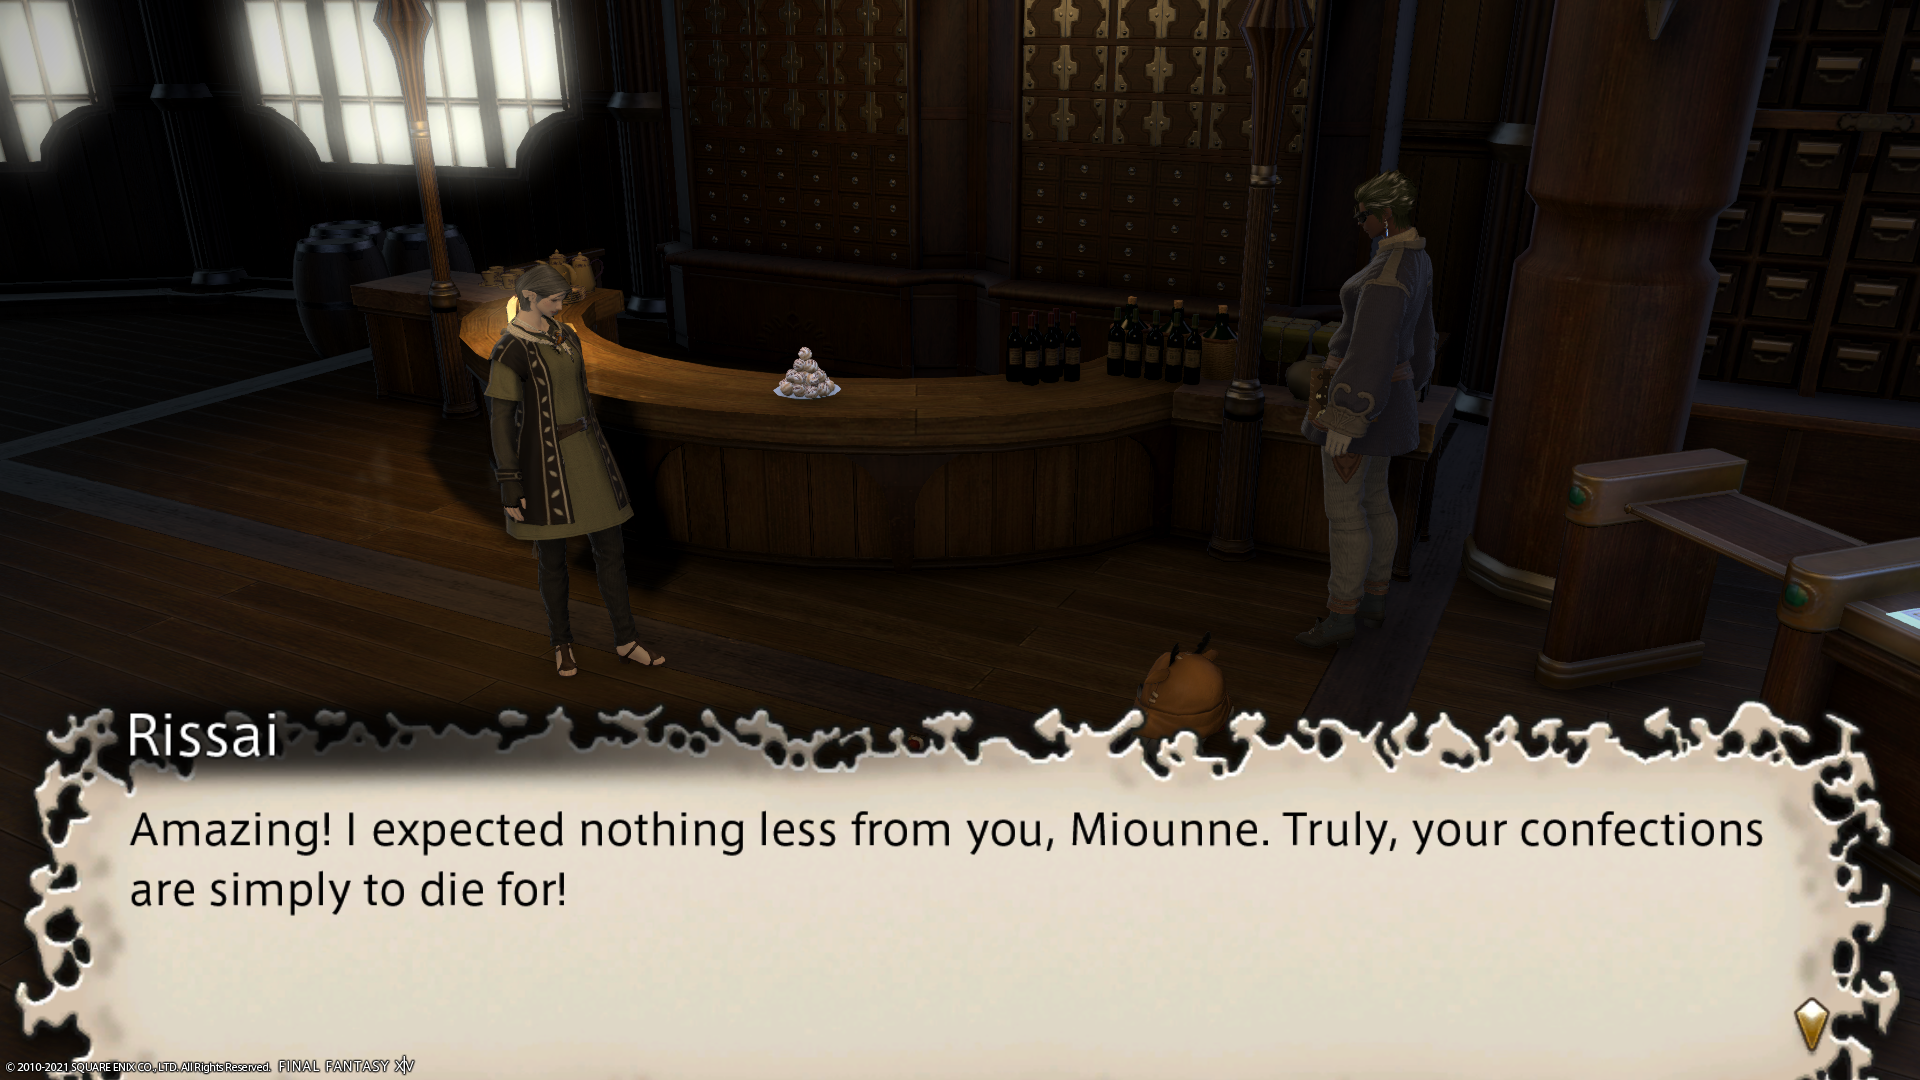 Rissai
Amazing! I expected nothing less from you, Miounne. Truly, your confections
are simply to die for!
© 2010-2021 SQUARE ENIX CO., LTD. All Rights Reserved. FINAL FANTASY XIV